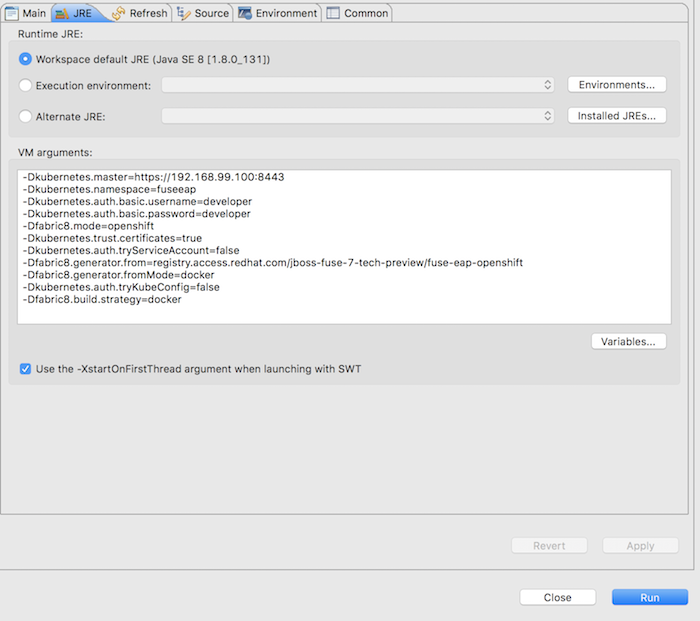 Main JRE Refresh Source Environment Common
Runtime JRE:
Workspace default JRE (Java SE 8 [1.8.0_131])
Execution environment: Environments...
Alternate JRE: Installed JREs...
VM arguments:
-Dkubernetes.master=https://192.168.99.100:8443
-Dkubernetes.namespace=fuseeap
-Dkubernetes.auth.basic.username=developer
-Dkubernetes.auth.basic.password=developer
-Dfabric8.mode=openshift
-Dkubernetes.trust.certificates=true
-Dkubernetes.auth.tryServiceAccount=false
-Dfabric8.generator.from=registry.access.redhat.com/jboss-fuse-7-tech-preview/fuse-eap-openshift
-Dfabric8.generator.fromMode=docker
-Dkubernetes.auth.tryKubeConfig=false
-Dfabric8.build.strategy=docker
Variables...
Use the -XstartOnFirstThread argument when launching with SWT
Revert Apply
Close Run